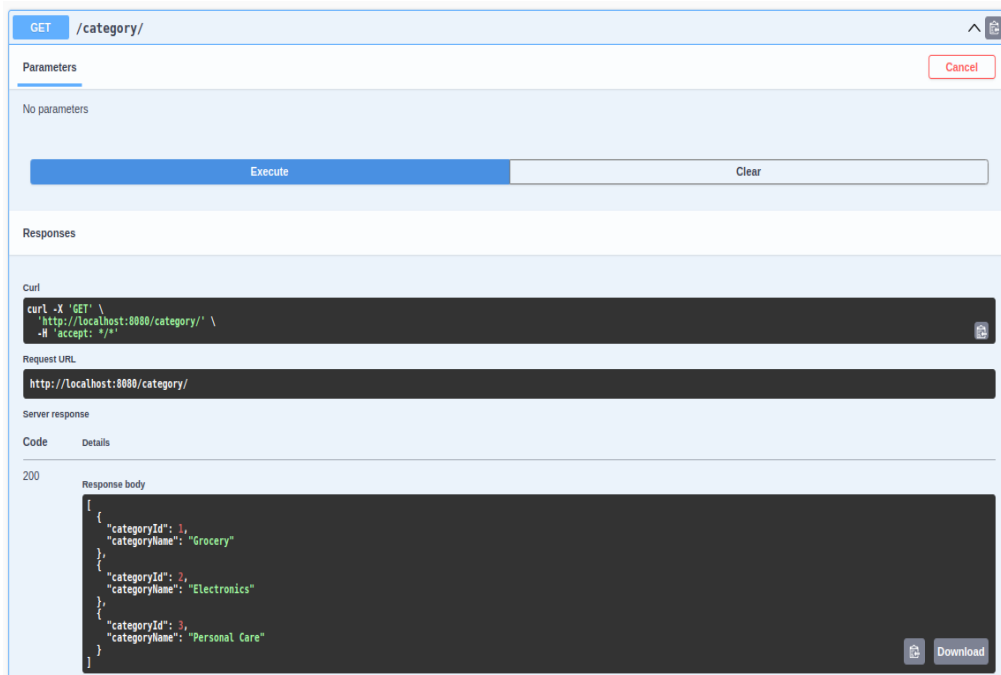 GET /category/
Parameters
Cancel
No parameters
Execute
Clear
Responses
Curl
curl -X 'GET' \
  'http://localhost:8080/category/' \
  -H 'accept: */*'
Request URL
http://localhost:8080/category/
Server response
Code Details
200
Response body
[
  {
    "categoryId": 1,
    "categoryName": "Grocery"
  },
  {
    "categoryId": 2,
    "categoryName": "Electronics"
  },
  {
    "categoryId": 3,
    "categoryName": "Personal Care"
  }
]
Download